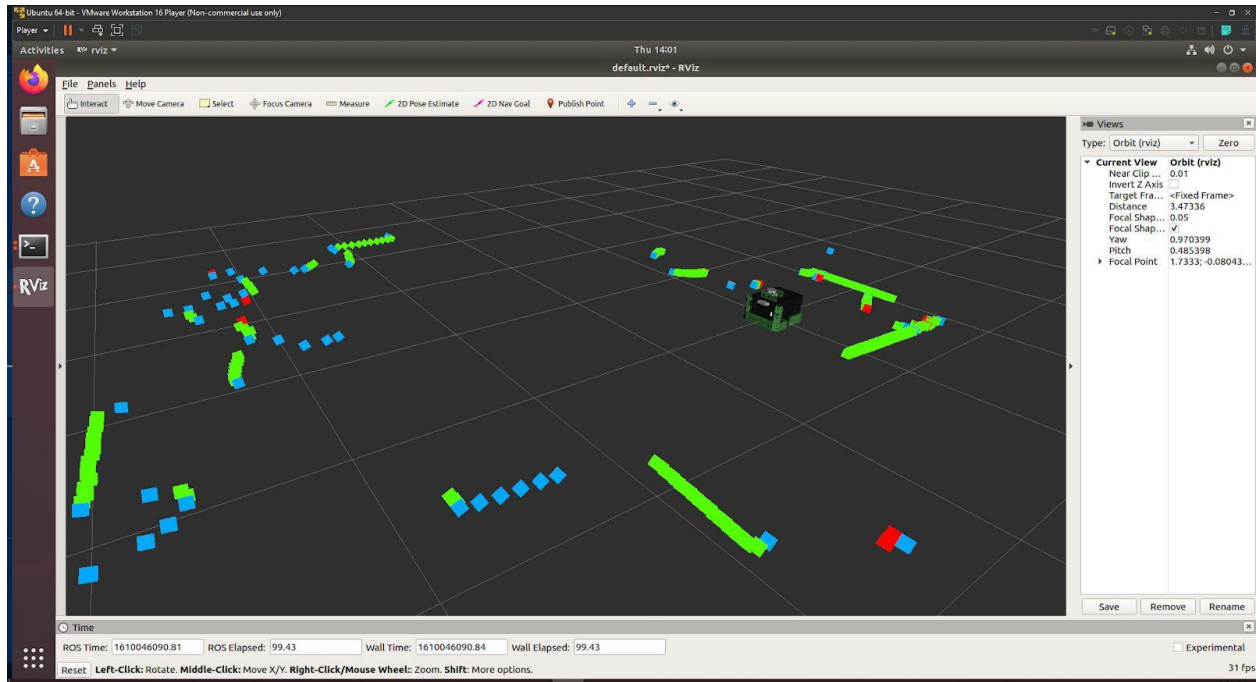 Ubuntu 64-bit - VMware Workstation 16 Player (Non-commercial use only)
Player
Activities RViz rviz Thu 14:01
default.rviz* - RViz
File Panels Help
Interact Move Camera Select Focus Camera Measure 2D Pose Estimate 2D Nav Goal Publish Point
Views
Type: Orbit (rviz) Zero
Current View Orbit (rviz)
Near Clip ... 0.01
Invert Z Axis
Target Fra... <Fixed Frame>
Distance 3.47336
Focal Shap... 0.05
Focal Shap...
Yaw 0.970399
Pitch 0.485398
Focal Point 1.7333; -0.08043...
RViz
Save Remove Rename
Time
ROS Time: 1610046090.81 ROS Elapsed: 99.43 Wall Time: 1610046090.84 Wall Elapsed: 99.43 Experimental
Reset Left-Click: Rotate. Middle-Click: Move X/Y. Right-Click/Mouse Wheel:: Zoom. Shift: More options. 31 fps